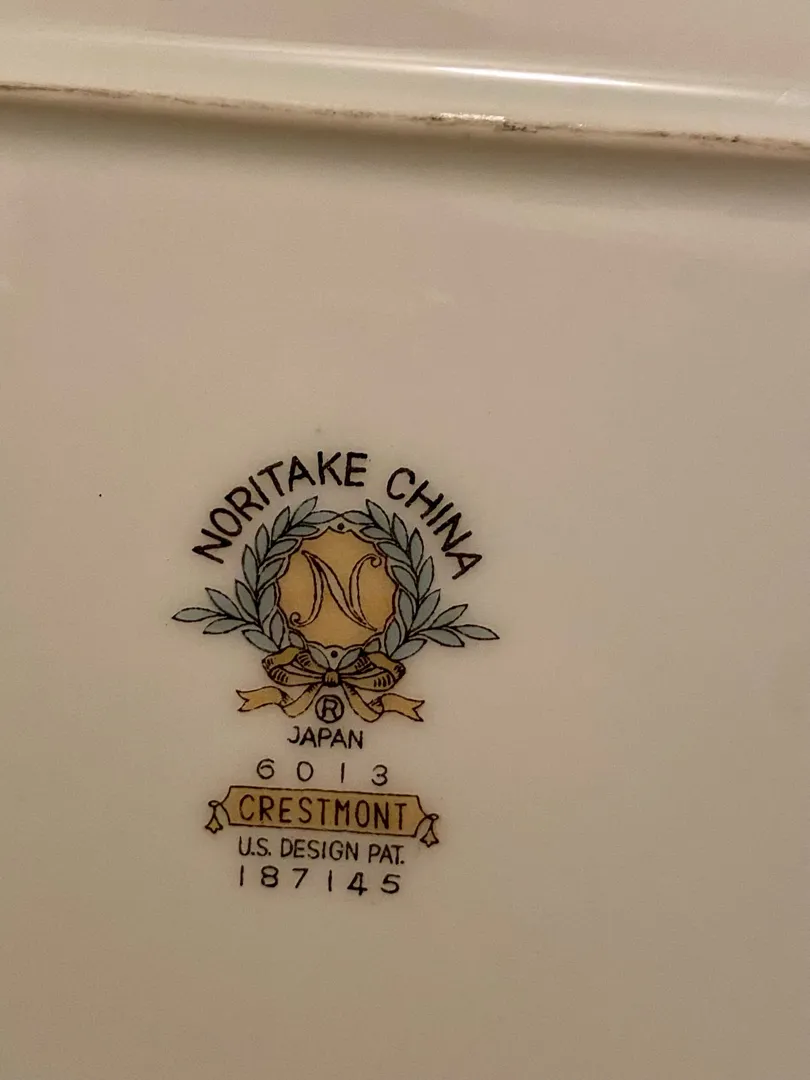 NORITAKE CHINA
N
®
JAPAN
6013
CRESTMONT
U.S. DESIGN PAT.
187145